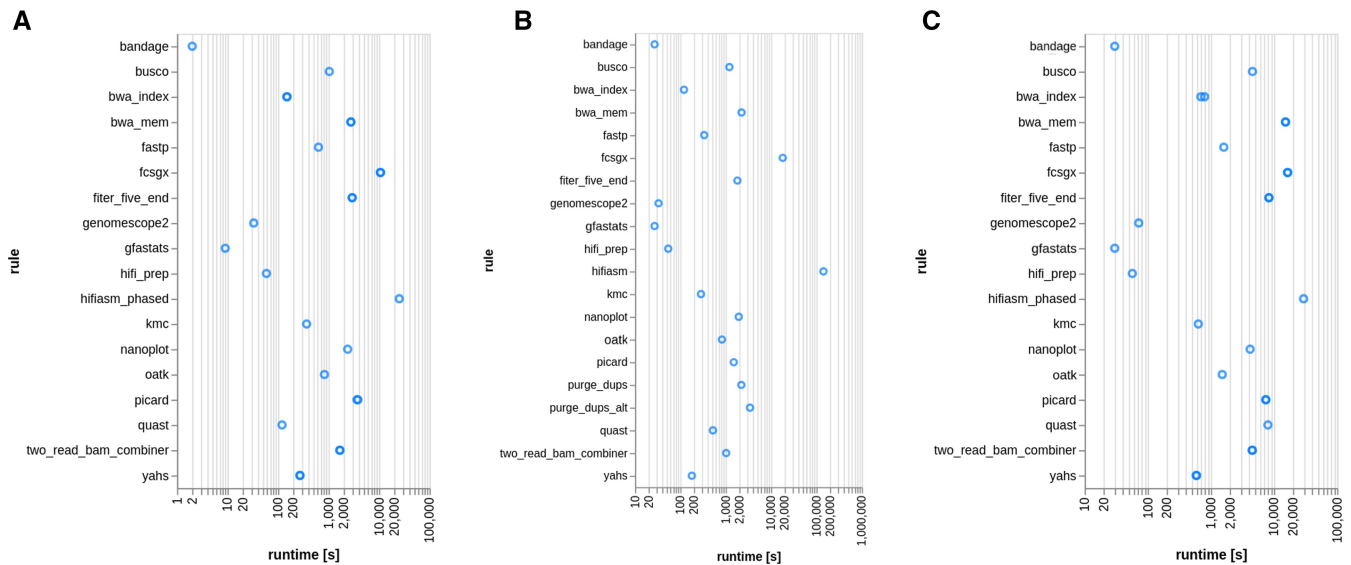 A
rule
bandage
busco
bwa_index
bwa_mem
fastp
fcsgx
fiter_five_end
genomescope2
gfastats
hifi_prep
hifiasm_phased
kmc
nanoplot
oatk
picard
quast
two_read_bam_combiner
yahs
1 2 10 20 100 200 1,000 2,000 10,000 20,000 100,000
runtime [s]
B
rule
bandage
busco
bwa_index
bwa_mem
fastp
fcsgx
fiter_five_end
genomescope2
gfastats
hifi_prep
hifiasm
kmc
nanoplot
oatk
picard
purge_dups
purge_dups_alt
quast
two_read_bam_combiner
yahs
10 20 100 200 1,000 2,000 10,000 20,000 100,000 200,000 1,000,000
runtime [s]
C
rule
bandage
busco
bwa_index
bwa_mem
fastp
fcsgx
fiter_five_end
genomescope2
gfastats
hifi_prep
hifiasm_phased
kmc
nanoplot
oatk
picard
quast
two_read_bam_combiner
yahs
10 20 100 200 1,000 2,000 10,000 20,000 100,000
runtime [s]